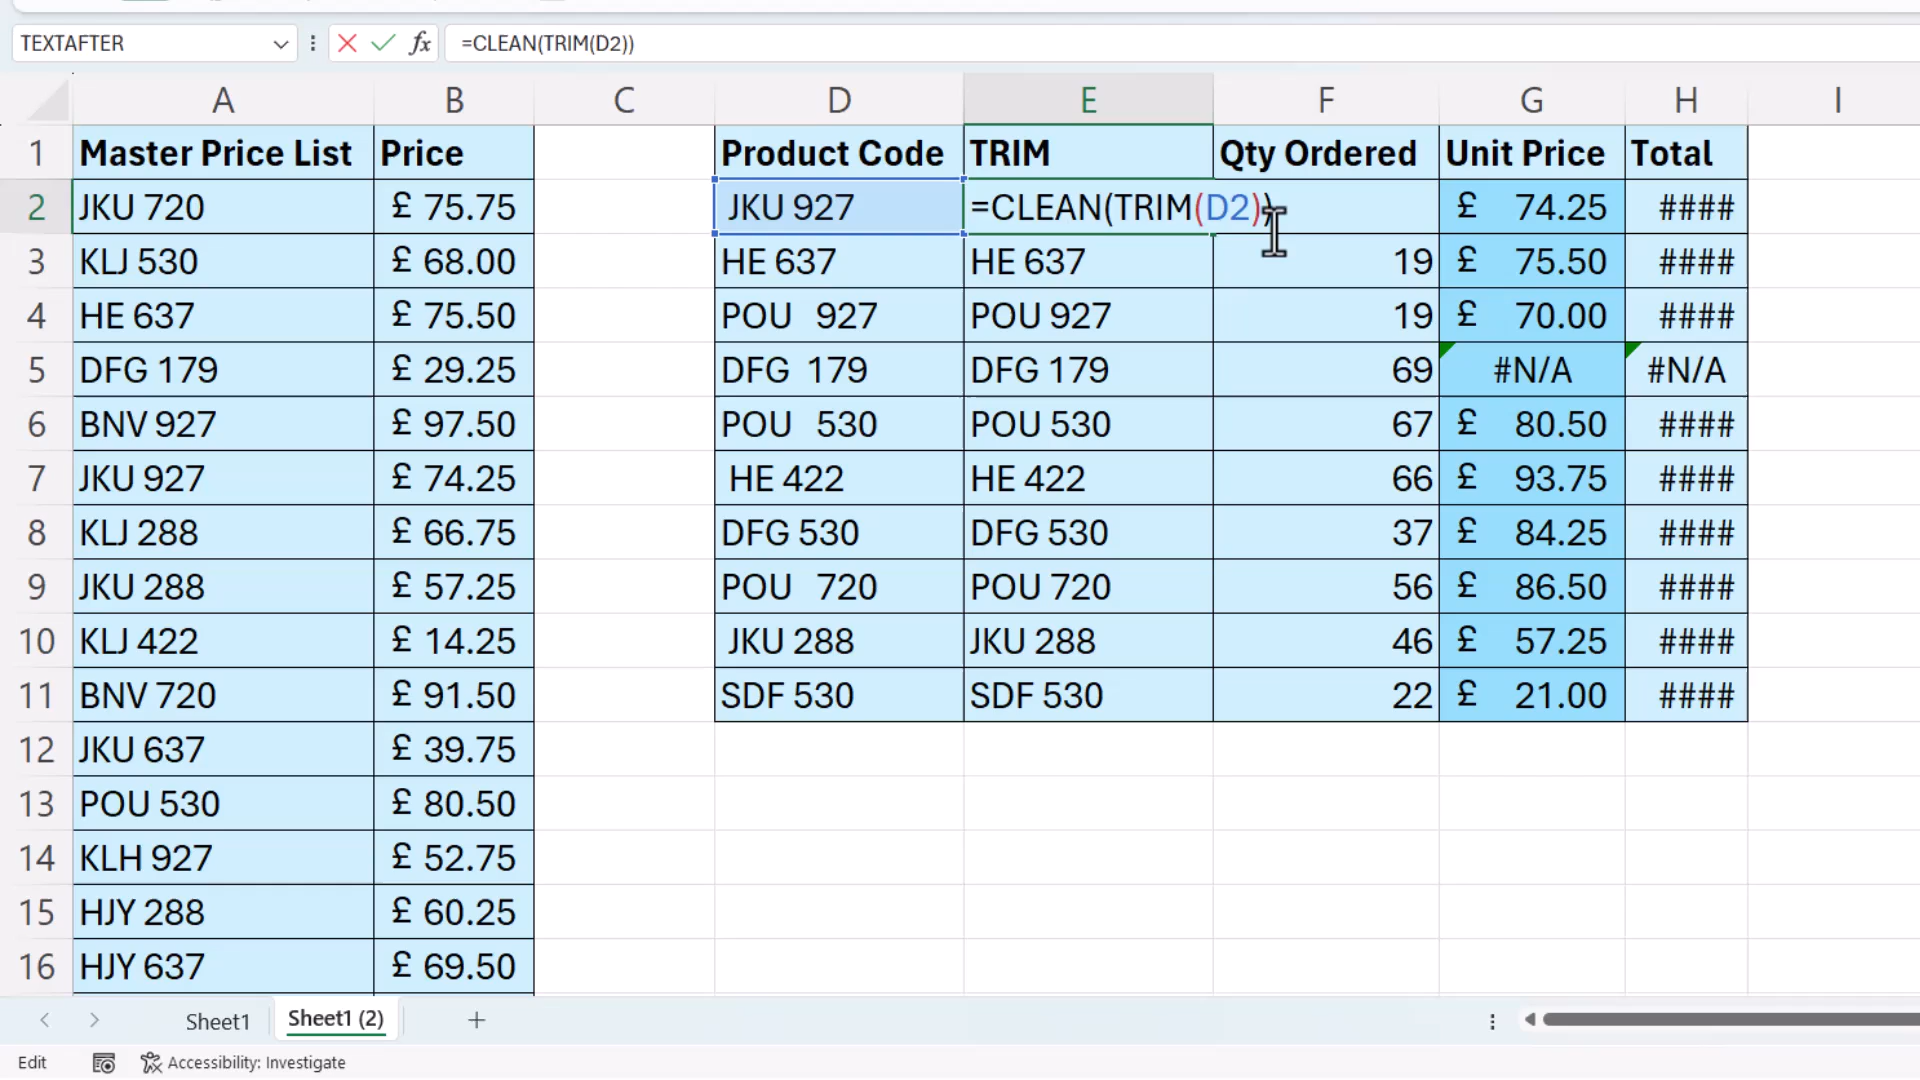 TEXTAFTER
fx
=CLEAN(TRIM(D2))
A B C D E F G H I
1 Master Price List Price Product Code TRIM Qty Ordered Unit Price Total
2 JKU 720 £ 75.75 JKU 927 =CLEAN(TRIM(D2)) £ 74.25 ####
3 KLJ 530 £ 68.00 HE 637 HE 637 19 £ 75.50 ####
4 HE 637 £ 75.50 POU   927 POU 927 19 £ 70.00 ####
5 DFG 179 £ 29.25 DFG  179 DFG 179 69 #N/A #N/A
6 BNV 927 £ 97.50 POU   530 POU 530 67 £ 80.50 ####
7 JKU 927 £ 74.25 HE 422 HE 422 66 £ 93.75 ####
8 KLJ 288 £ 66.75 DFG 530 DFG 530 37 £ 84.25 ####
9 JKU 288 £ 57.25 POU   720 POU 720 56 £ 86.50 ####
10 KLJ 422 £ 14.25 JKU 288 JKU 288 46 £ 57.25 ####
11 BNV 720 £ 91.50 SDF 530 SDF 530 22 £ 21.00 ####
12 JKU 637 £ 39.75
13 POU 530 £ 80.50
14 KLH 927 £ 52.75
15 HJY 288 £ 60.25
16 HJY 637 £ 69.50
Sheet1 Sheet1 (2)
Edit Accessibility: Investigate